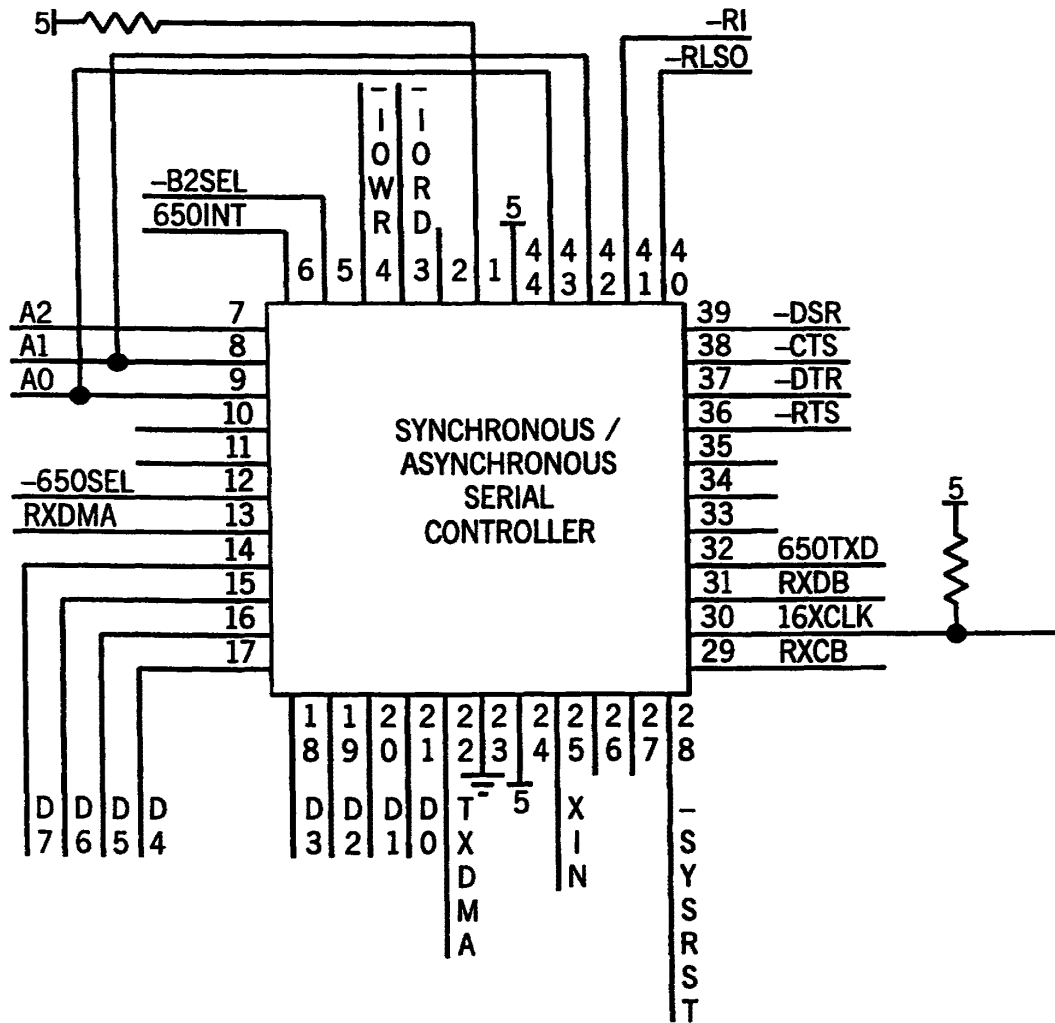 5
-RI
-RLSO
-IOWR
-IORD
-B2SEL
650INT
5
6 5 4 3 2 1 44 43 42 41 40
A2 7
A1 8
A0 9
10
11
-650SEL 12
RXDMA 13
14
15
16
17
SYNCHRONOUS /
ASYNCHRONOUS
SERIAL
CONTROLLER
39 -DSR
38 -CTS
37 -DTR
36 -RTS
35
34
33
32 650TXD
31 RXDB
30 16XCLK
29 RXCB
5
18 19 20 21 22 23 24 25 26 27 28
D7 D6 D5 D4 D3 D2 D1 D0 TXDMA 5 XIN -SYSRST